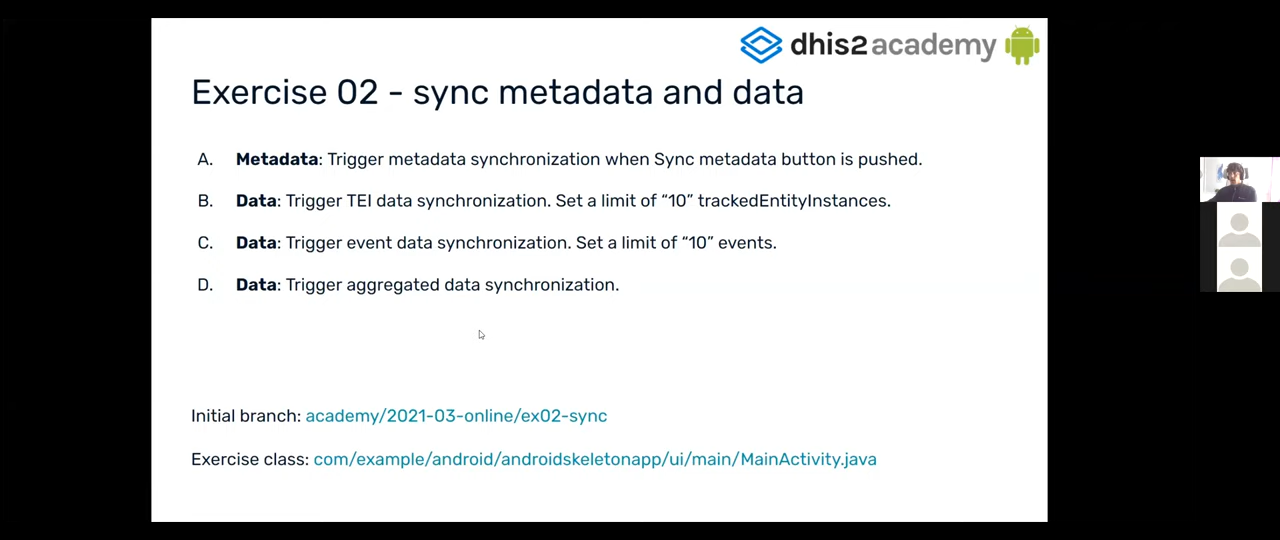 dhis2 academy
Exercise 02 - sync metadata and data
A. Metadata: Trigger metadata synchronization when Sync metadata button is pushed.
B. Data: Trigger TEI data synchronization. Set a limit of “10” trackedEntityInstances.
C. Data: Trigger event data synchronization. Set a limit of “10” events.
D. Data: Trigger aggregated data synchronization.
Initial branch: academy/2021-03-online/ex02-sync
Exercise class: com/example/android/androidskeletonapp/ui/main/MainActivity.java